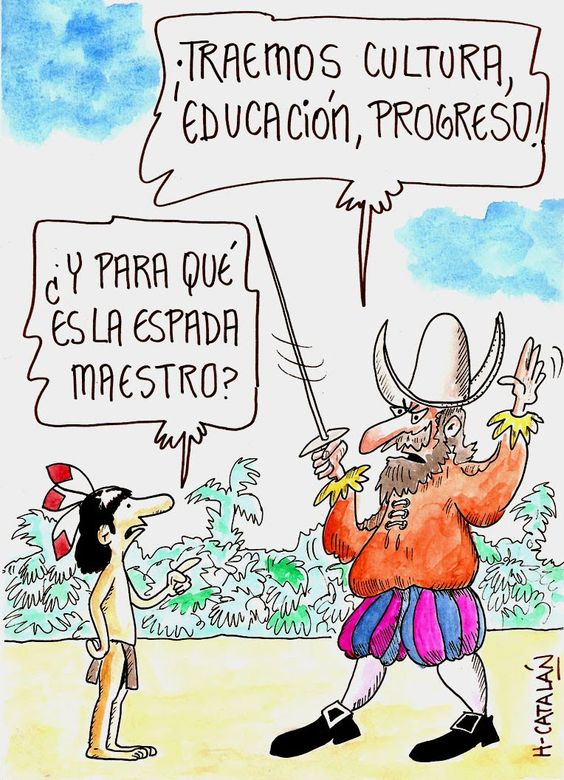 ¡TRAEMOS CULTURA,
EDUCACIÓN, PROGRESO!
¿Y PARA QUÉ
ES LA ESPADA
MAESTRO?
H-CATALÁN